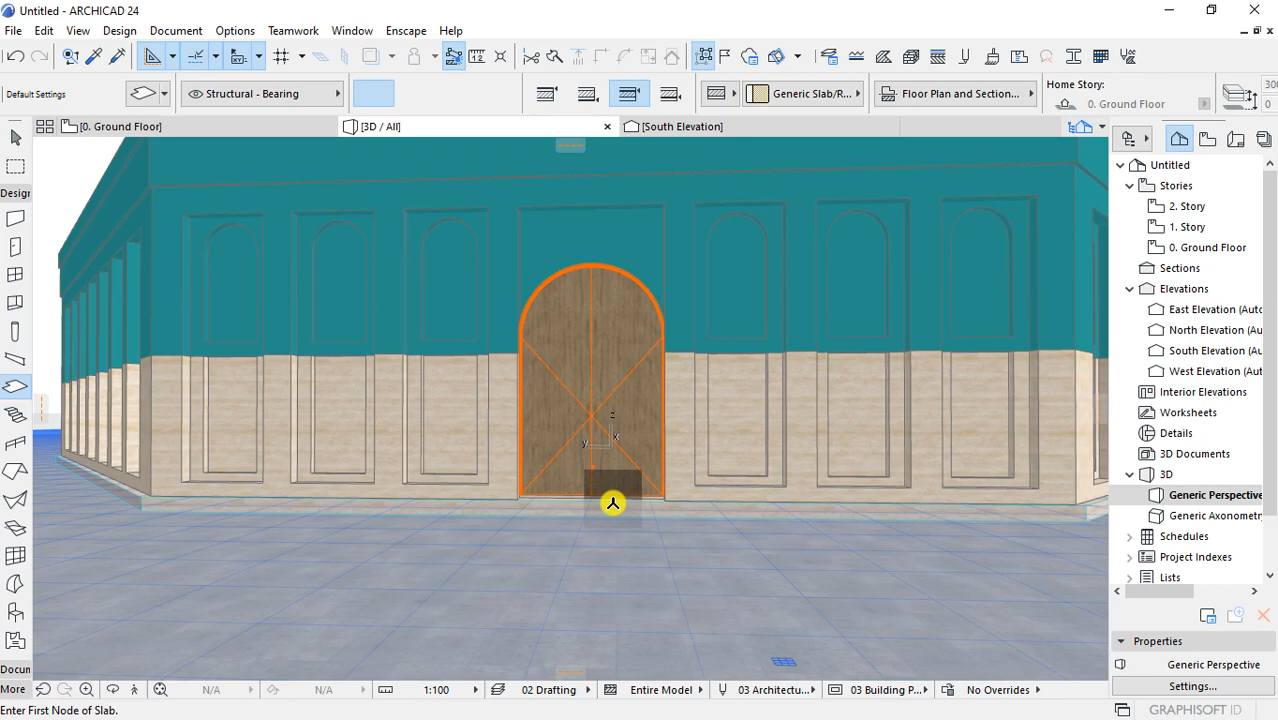 Untitled - ARCHICAD 24
File Edit View Design Document Options Teamwork Window Enscape Help
Default Settings
Structural - Bearing
Generic Slab/R...
Floor Plan and Section...
Home Story:
0. Ground Floor
[0. Ground Floor]
[3D / All]
[South Elevation]
Design
Untitled
Stories
2. Story
1. Story
0. Ground Floor
Sections
Elevations
East Elevation (Auto
North Elevation (Au
South Elevation (Au
West Elevation (Aut
Interior Elevations
Worksheets
Details
3D Documents
3D
Generic Perspective
Generic Axonometr
Schedules
Project Indexes
Lists
z
y
x
Properties
Generic Perspective
Settings...
Docun
More
N/A
N/A
1:100
02 Drafting
Entire Model
03 Architectu...
03 Building P...
No Overrides
Enter First Node of Slab.
GRAPHISOFT ID